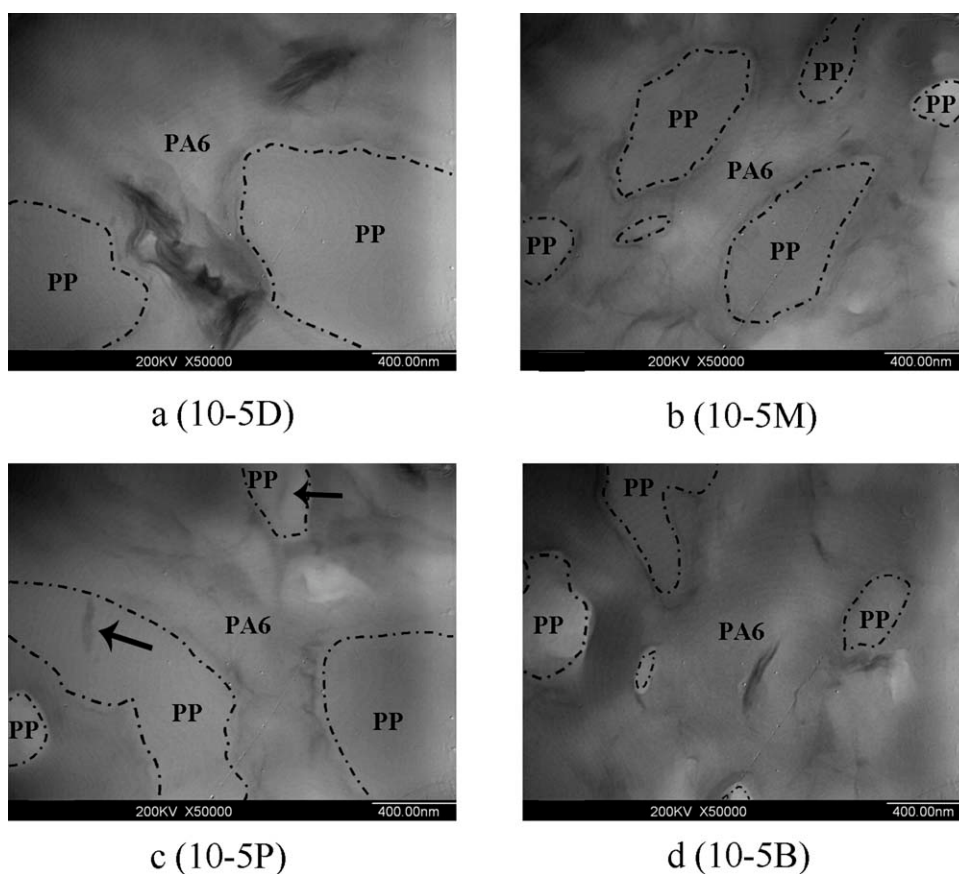 PA6
PP
PP
200KV X50000 400.00nm
a (10-5D)
PP
PP
PP
PA6
PP
PP
200KV X50000 400.00nm
b (10-5M)
PP
PA6
PP
PP
PP
200KV X50000 400.00nm
c (10-5P)
PP
PP
PP
PA6
200KV X50000 400.00nm
d (10-5B)